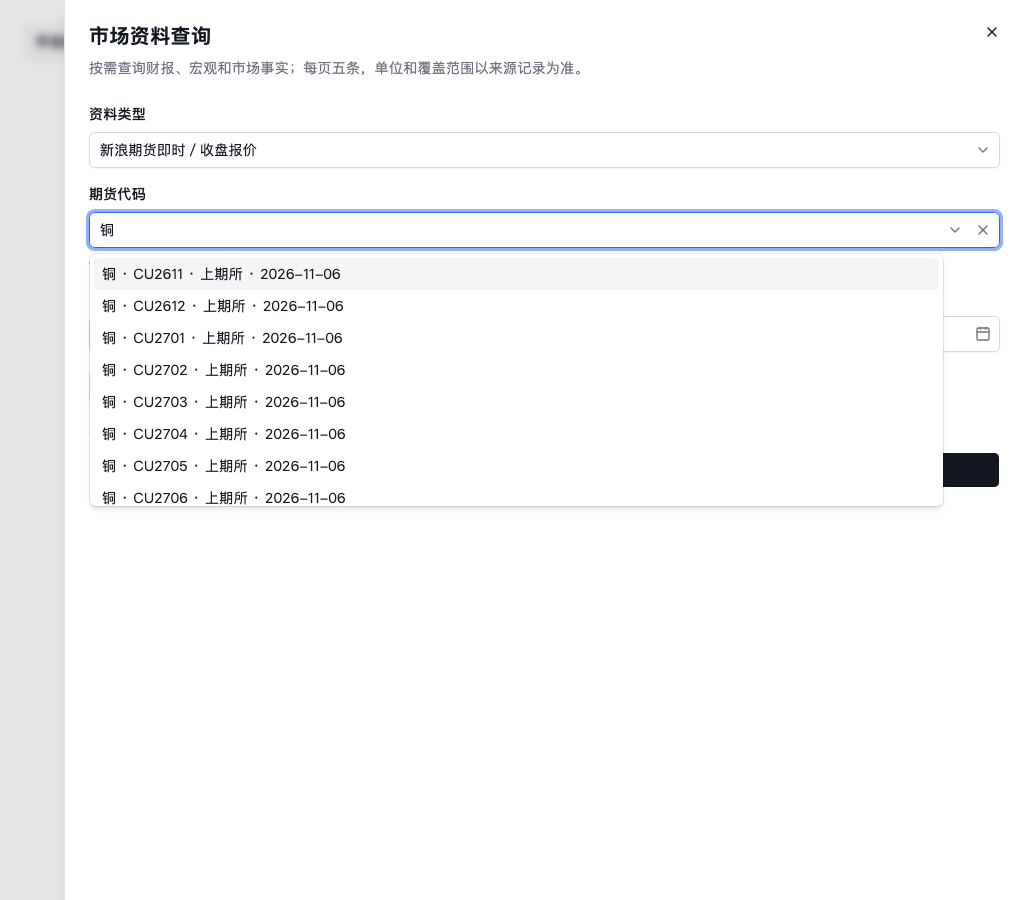 市场资料查询
按需查询财报、宏观和市场事实；每页五条，单位和覆盖范围以来源记录为准。
资料类型
新浪期货即时 / 收盘报价
期货代码
铜
铜 · CU2611 · 上期所 · 2026-11-06
铜 · CU2612 · 上期所 · 2026-11-06
铜 · CU2701 · 上期所 · 2026-11-06
铜 · CU2702 · 上期所 · 2026-11-06
铜 · CU2703 · 上期所 · 2026-11-06
铜 · CU2704 · 上期所 · 2026-11-06
铜 · CU2705 · 上期所 · 2026-11-06
铜 · CU2706 · 上期所 · 2026-11-06